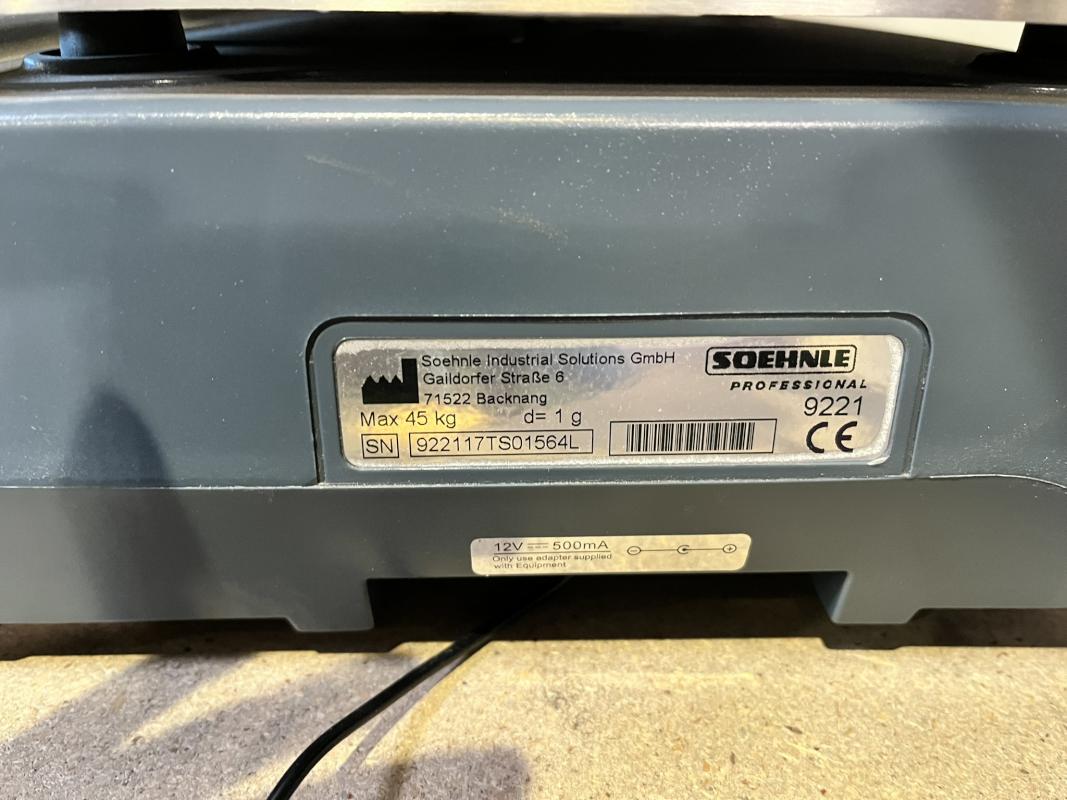 Soehnle Industrial Solutions GmbH
Gaildorfer Straße 6
71522 Backnang
Max 45 kg d= 1 g
SN 922117TS01564L
SOEHNLE
PROFESSIONAL
9221
CE
12V 500mA
Only use adapter supplied
with Equipment